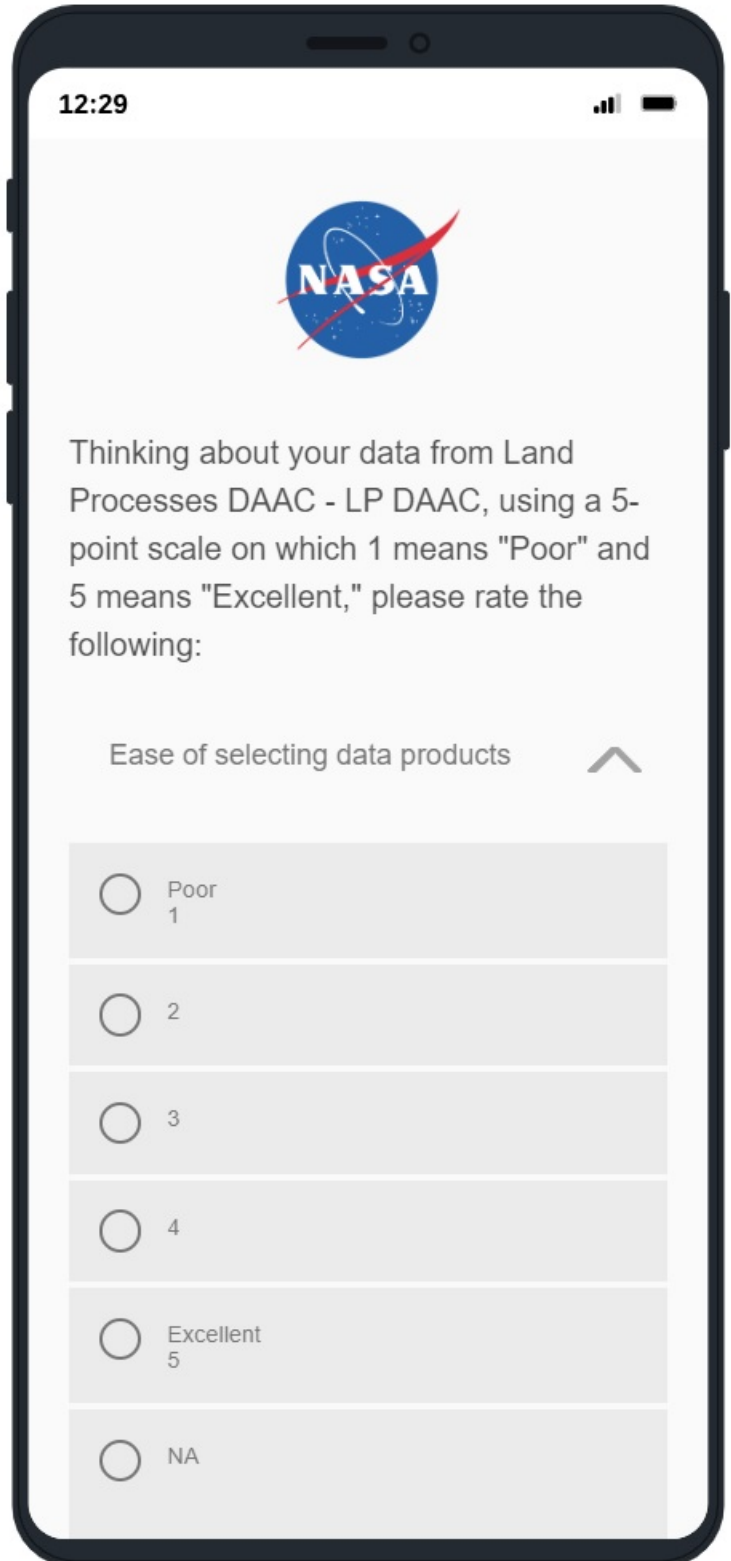 12:29
NASA
Thinking about your data from Land
Processes DAAC - LP DAAC, using a 5-
point scale on which 1 means "Poor" and
5 means "Excellent," please rate the
following:
Ease of selecting data products
Poor
1
2
3
4
Excellent
5
NA